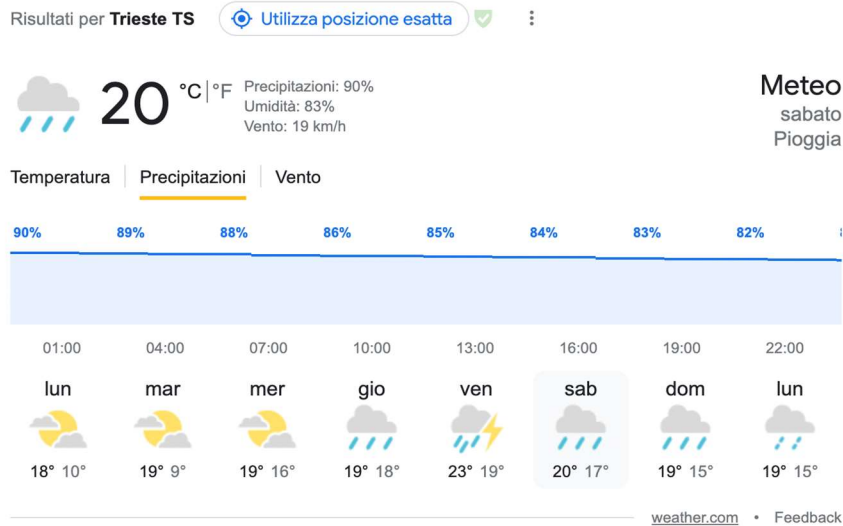 Risultati per Trieste TS
Utilizza posizione esatta
20 °C | °F
Precipitazioni: 90%
Umidità: 83%
Vento: 19 km/h
Meteo
sabato
Pioggia
Temperatura | Precipitazioni | Vento
90% 89% 88% 86% 85% 84% 83% 82%
01:00 04:00 07:00 10:00 13:00 16:00 19:00 22:00
lun mar mer gio ven sab dom lun
18° 10° 19° 9° 19° 16° 19° 18° 23° 19° 20° 17° 19° 15° 19° 15°
weather.com • Feedback